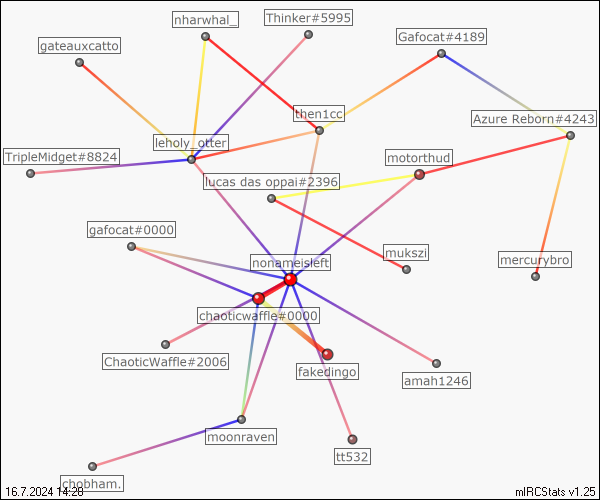 nharwhal_
Thinker#5995
Gafocat#4189
gateauxcatto
then1cc
Azure Reborn#4243
leholy_otter
TripleMidget#8824
motorthud
lucas das oppai#2396
gafocat#0000
mukszi
mercurybro
nonameisleft
chaoticwaffle#0000
ChaoticWaffle#2006
fakedingo
amah1246
moonraven
tt532
chobham.
16.7.2024 14:28
mIRCStats v1.25